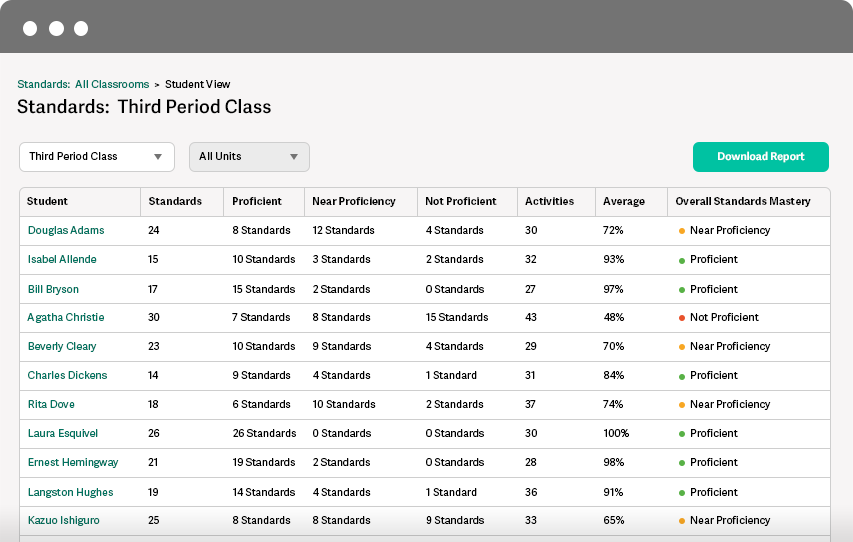 Standards: All Classrooms > Student View
Standards: Third Period Class
Third Period Class All Units Download Report
Student Standards Proficient Near Proficiency Not Proficient Activities Average Overall Standards Mastery
Douglas Adams 24 8 Standards 12 Standards 4 Standards 30 72% Near Proficiency
Isabel Allende 15 10 Standards 3 Standards 2 Standards 32 93% Proficient
Bill Bryson 17 15 Standards 2 Standards 0 Standards 27 97% Proficient
Agatha Christie 30 7 Standards 8 Standards 15 Standards 43 48% Not Proficient
Beverly Cleary 23 10 Standards 9 Standards 4 Standards 29 70% Near Proficiency
Charles Dickens 14 9 Standards 4 Standards 1 Standard 31 84% Proficient
Rita Dove 18 6 Standards 10 Standards 2 Standards 37 74% Near Proficiency
Laura Esquivel 26 26 Standards 0 Standards 0 Standards 30 100% Proficient
Ernest Hemingway 21 19 Standards 2 Standards 0 Standards 28 98% Proficient
Langston Hughes 19 14 Standards 4 Standards 1 Standard 36 91% Proficient
Kazuo Ishiguro 25 8 Standards 8 Standards 9 Standards 33 65% Near Proficiency